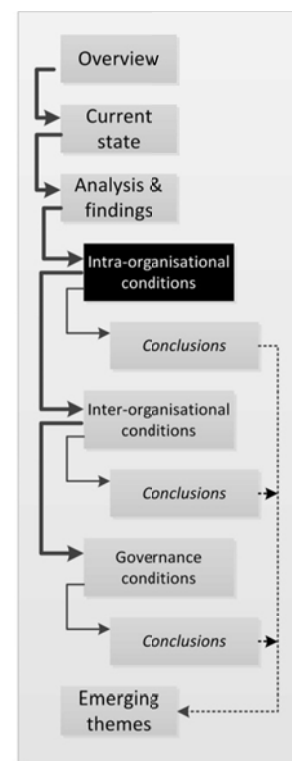 Overview
Current
state
Analysis &
findings
Intra-organisational
conditions
Conclusions
Inter-organisational
conditions
Conclusions
Governance
conditions
Conclusions
Emerging
themes